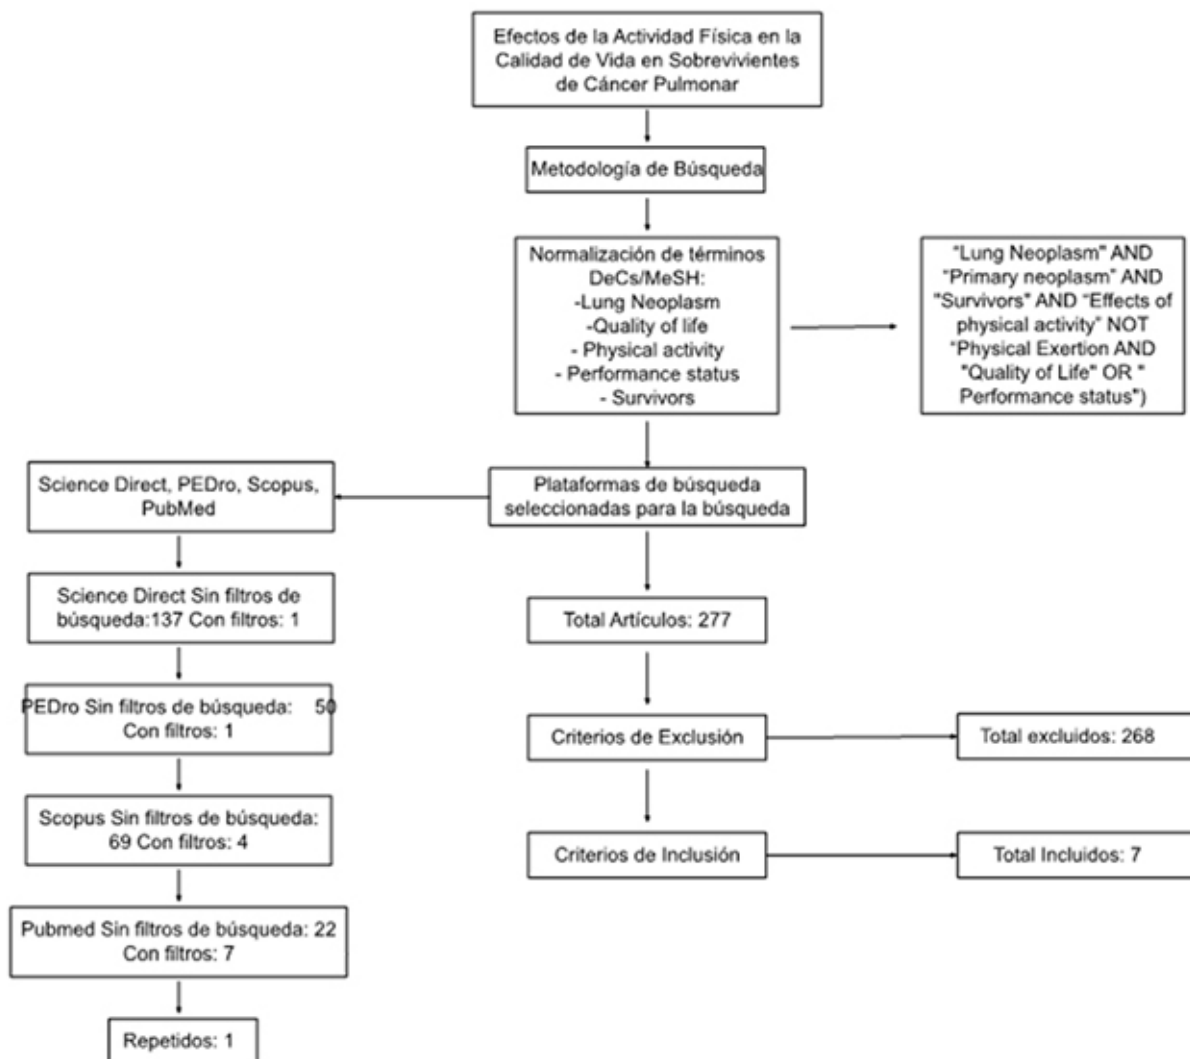 Efectos de la Actividad Física en la
Calidad de Vida en Sobrevivientes
de Cáncer Pulmonar
Metodología de Búsqueda
Normalización de términos
DeCs/MeSH:
-Lung Neoplasm
-Quality of life
- Physical activity
- Performance status
- Survivors
"Lung Neoplasm" AND
"Primary neoplasm" AND
"Survivors" AND "Effects of
physical activity" NOT
"Physical Exertion AND
"Quality of Life" OR "
Performance status")
Plataformas de búsqueda
seleccionadas para la búsqueda
Science Direct, PEDro, Scopus,
PubMed
Science Direct Sin filtros de
búsqueda:137 Con filtros: 1
PEDro Sin filtros de búsqueda: 50
Con filtros: 1
Scopus Sin filtros de búsqueda:
69 Con filtros: 4
Pubmed Sin filtros de búsqueda: 22
Con filtros: 7
Repetidos: 1
Total Artículos: 277
Criterios de Exclusión
Total excluidos: 268
Criterios de Inclusión
Total Incluidos: 7